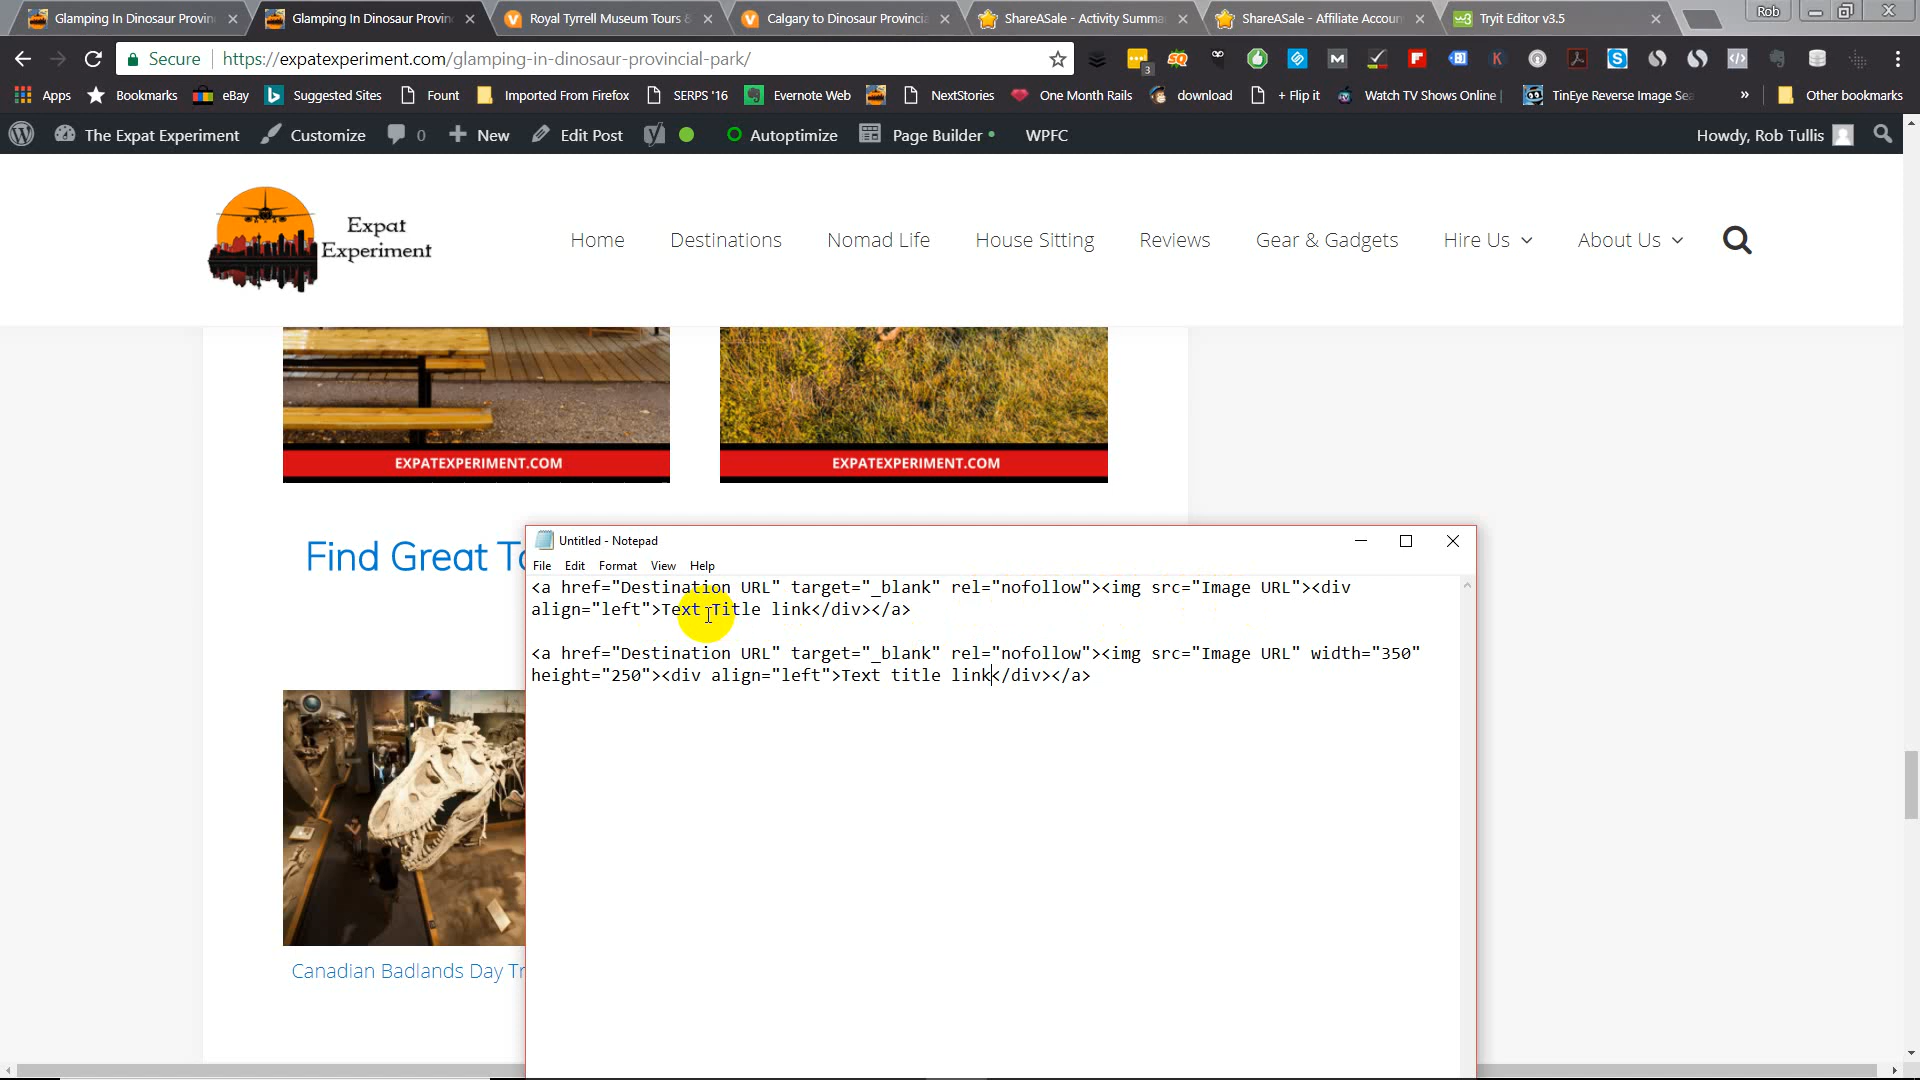 Glamping In Dinosaur Provin
Glamping In Dinosaur Provin
Royal Tyrrell Museum Tours &
Calgary to Dinosaur Provincia
ShareASale - Activity Summa
ShareASale - Affiliate Accoun
Tryit Editor v3.5
Rob
Secure
https://expatexperiment.com/glamping-in-dinosaur-provincial-park/
3
Apps
Bookmarks
eBay
Suggested Sites
Fount
Imported From Firefox
SERPS '16
Evernote Web
NextStories
One Month Rails
download
+ Flip it
Watch TV Shows Online
TinEye Reverse Image Sea
»
Other bookmarks
The Expat Experiment
Customize
0
New
Edit Post
Autoptimize
Page Builder
WPFC
Howdy, Rob Tullis
Expat
Experiment
Home
Destinations
Nomad Life
House Sitting
Reviews
Gear & Gadgets
Hire Us
About Us
EXPATEXPERIMENT.COM
EXPATEXPERIMENT.COM
Find Great To
Untitled - Notepad
File
Edit
Format
View
Help
<a href="Destination URL" target="_blank" rel="nofollow"><img src="Image URL"><div
align="left">Text Title link</div></a>
<a href="Destination URL" target="_blank" rel="nofollow"><img src="Image URL" width="350"
height="250"><div align="left">Text title link</div></a>
Canadian Badlands Day Tr